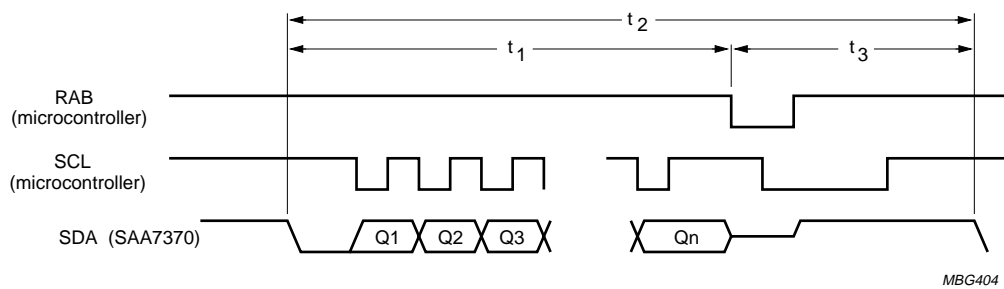 t2
t1
t3
RAB
(microcontroller)
SCL
(microcontroller)
SDA (SAA7370)
Q1 Q2 Q3 Qn
MBG404